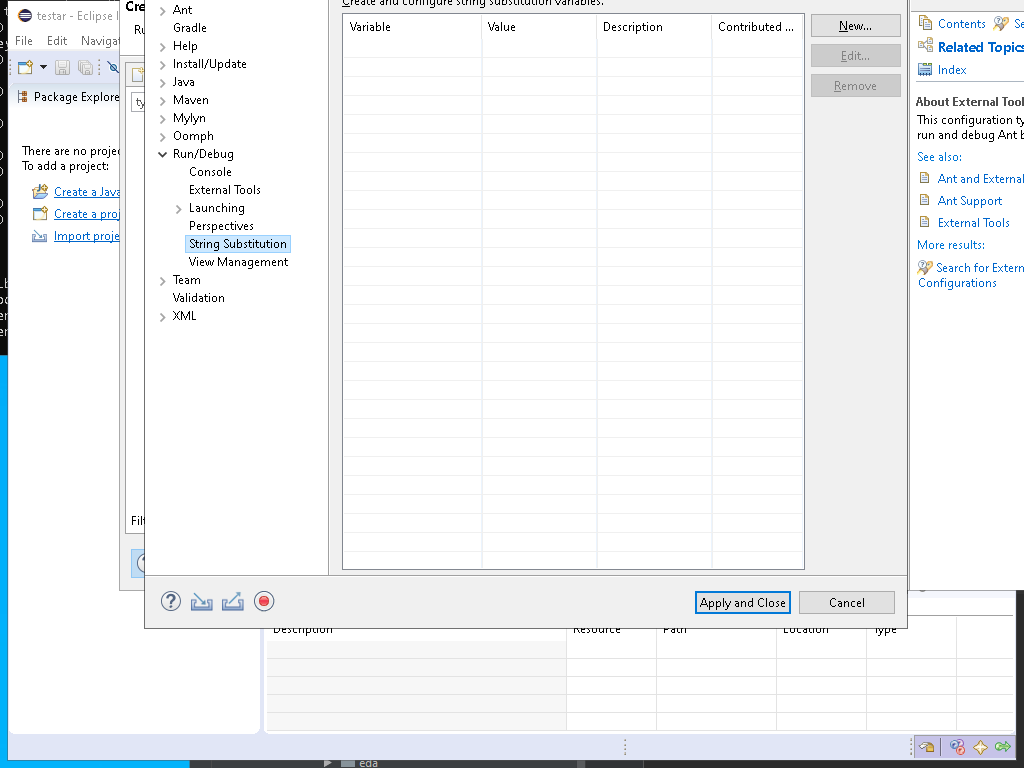 testar - Eclipse I
File Edit Navigat
Package Explore
There are no projec
To add a project:
Create a Java
Create a proj
Import proje
Cre
Ru
ty
Filt
Ant
Gradle
Help
Install/Update
Java
Maven
Mylyn
Oomph
Run/Debug
Console
External Tools
Launching
Perspectives
String Substitution
View Management
Team
Validation
XML
Create and configure string substitution variables.
Variable Value Description Contributed ...
New...
Edit...
Remove
Apply and Close Cancel
Contents Se
Related Topics
Index
About External Tool
This configuration ty
run and debug Ant b
See also:
Ant and External
Ant Support
External Tools
More results:
Search for Extern
Configurations
Description Resource Path Location Type
eda